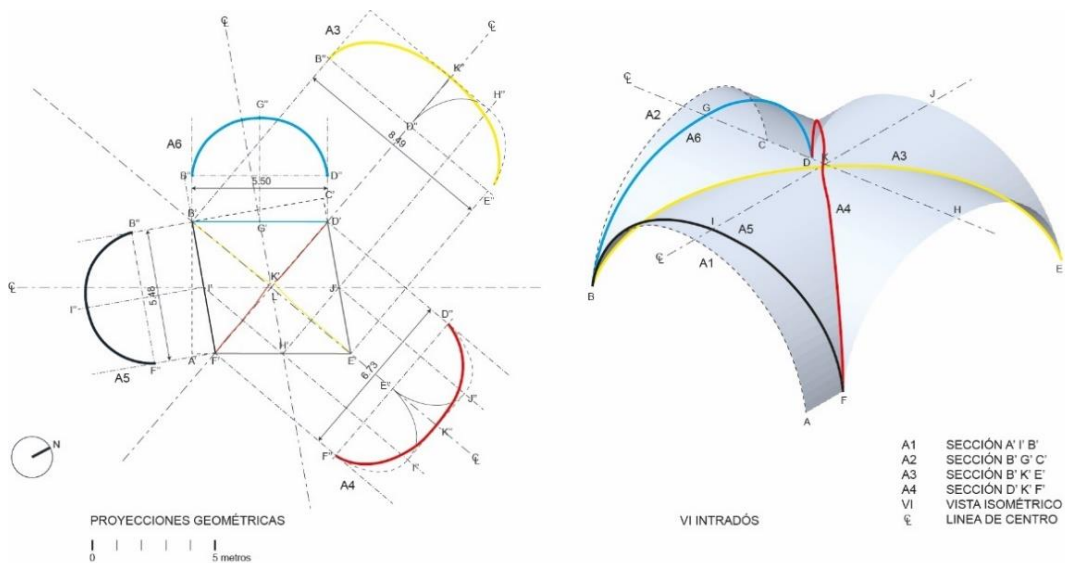 ℄
A3
B"
K"
H"
D"
8.49
E"
G"
A6
B"
D"
5.50
C'
B'
D'
G'
B"
I"
5.48
F"
A5
℄
I'
K'
L
J'
A'
F'
H'
E'
D"
6.73
E"
J"
K"
℄
I"
F"
A4
N
PROYECCIONES GEOMÉTRICAS
0
5 metros
℄
A2
G
A6
C
D
K
J
A3
A4
H
I
A5
A1
℄
B
E
F
A
VI INTRADÓS
A1 SECCIÓN A' I' B'
A2 SECCIÓN B' G' C'
A3 SECCIÓN B' K' E'
A4 SECCIÓN D' K' F'
VI VISTA ISOMÉTRICO
℄ LINEA DE CENTRO